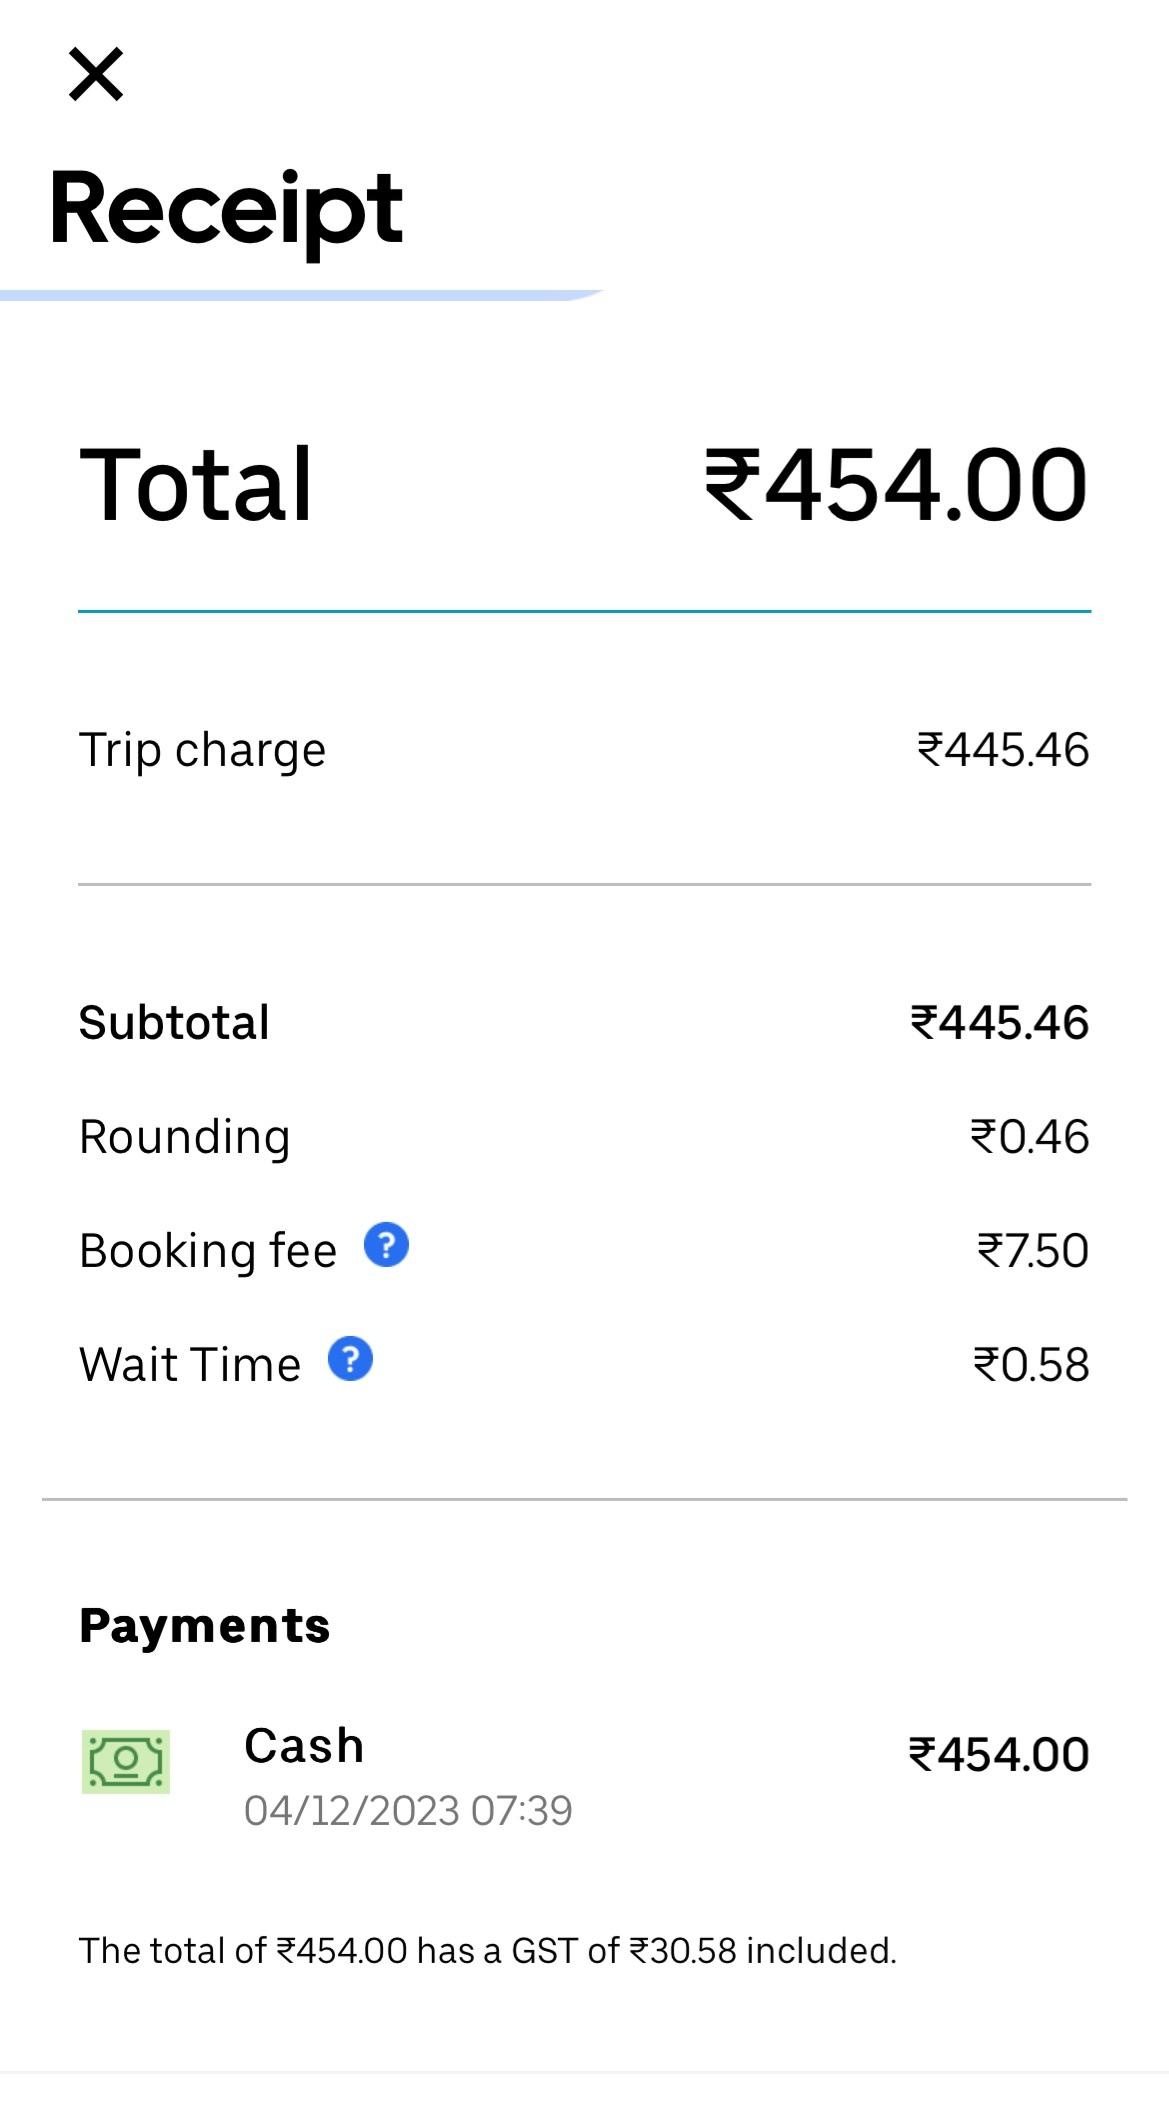 Receipt
Total ₹454.00
Trip charge ₹445.46
Subtotal ₹445.46
Rounding ₹0.46
Booking fee ? ₹7.50
Wait Time ? ₹0.58
Payments
Cash ₹454.00
04/12/2023 07:39
The total of ₹454.00 has a GST of ₹30.58 included.